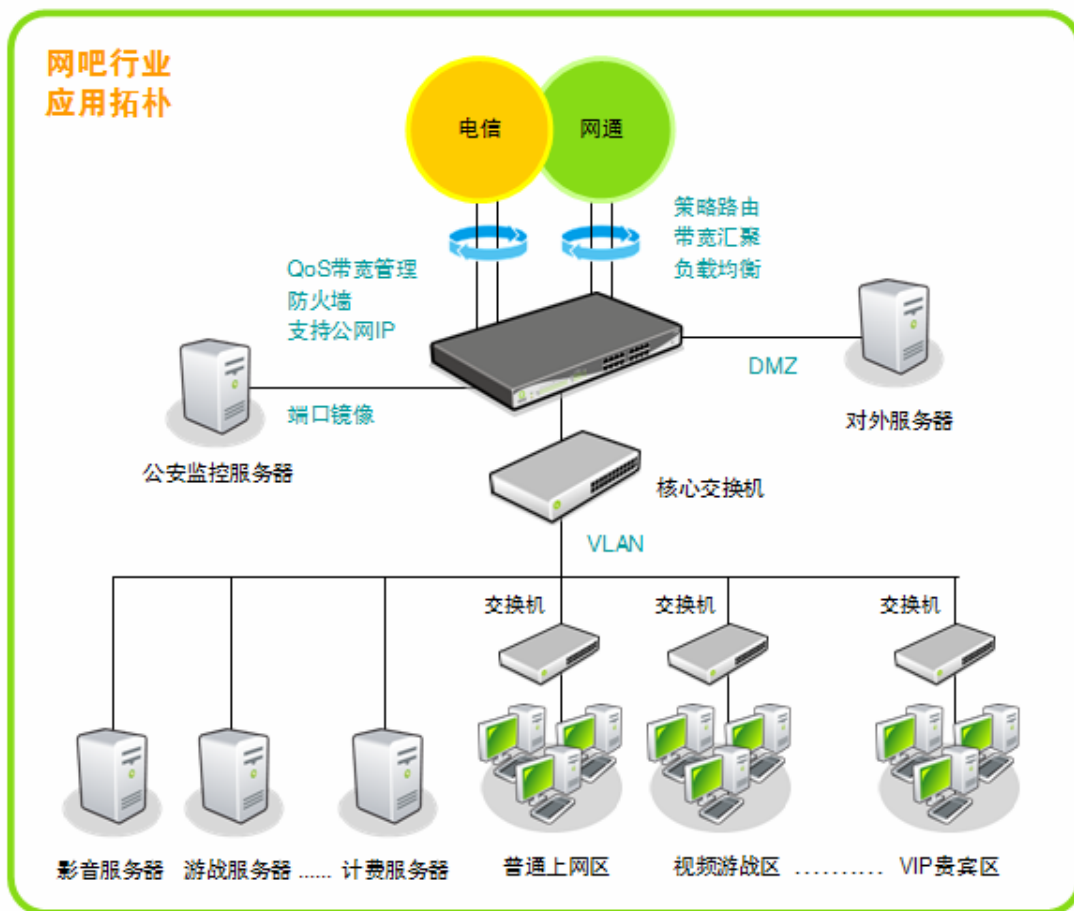 网吧行业
应用拓朴
电信
网通
策略路由
带宽汇聚
负载均衡
QoS带宽管理
防火墙
支持公网IP
DMZ
端口镜像
对外服务器
公安监控服务器
核心交换机
VLAN
交换机
交换机
交换机
影音服务器
游战服务器
......
计费服务器
普通上网区
视频游战区
..........
VIP贵宾区